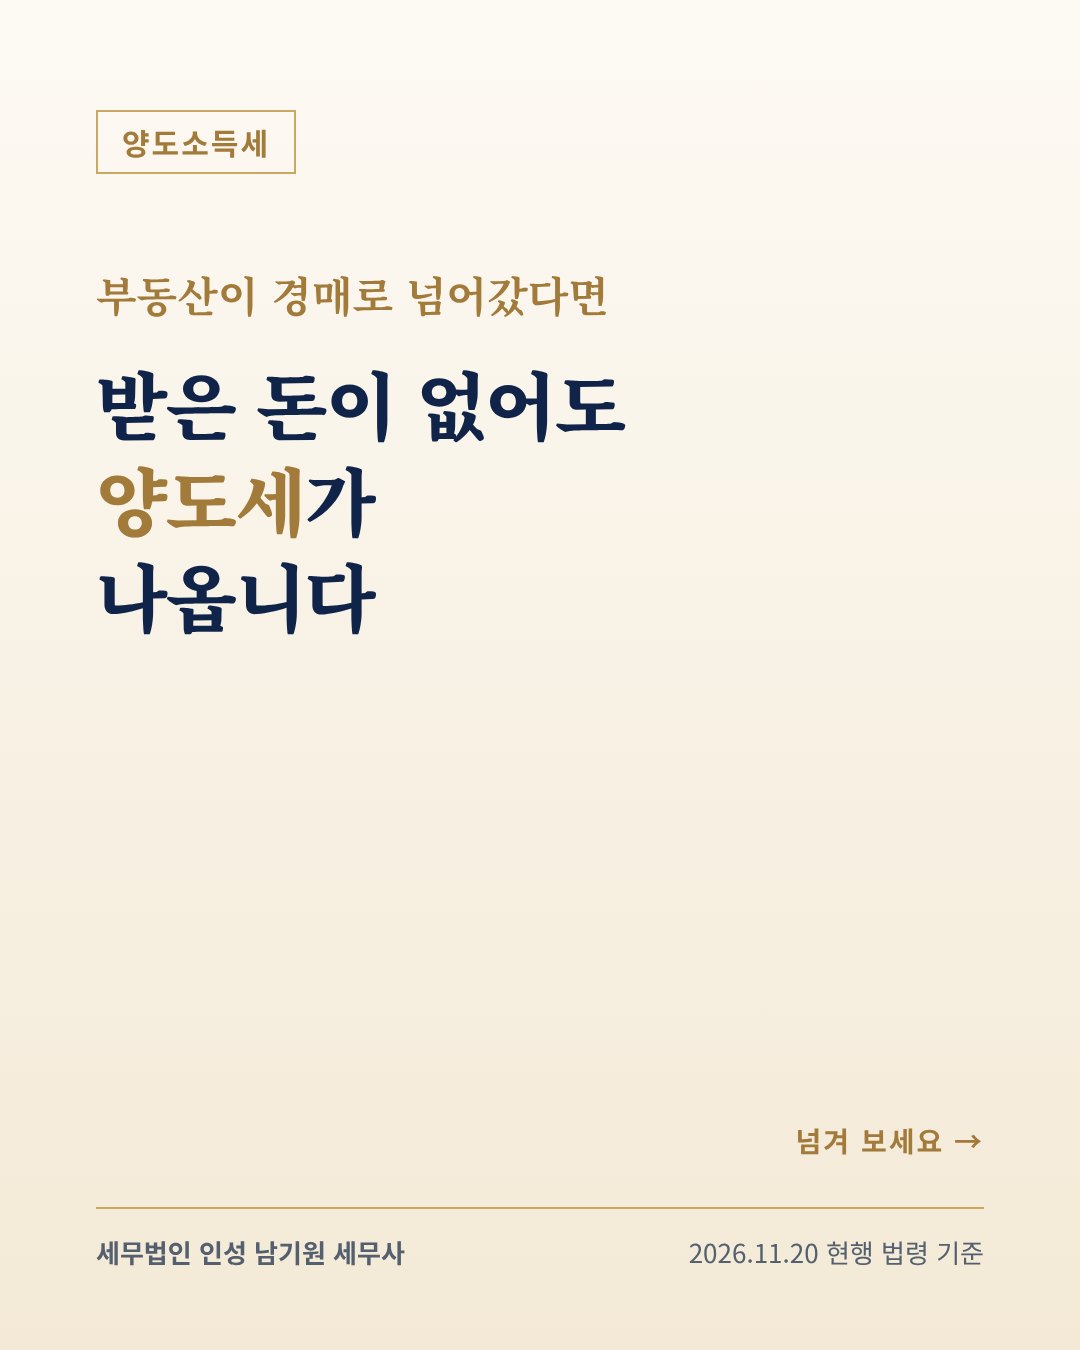 양도소득세
부동산이 경매로 넘어갔다면
받은 돈이 없어도
양도세가
나옵니다
넘겨 보세요 →
세무법인 인성 남기원 세무사
2026.11.20 현행 법령 기준